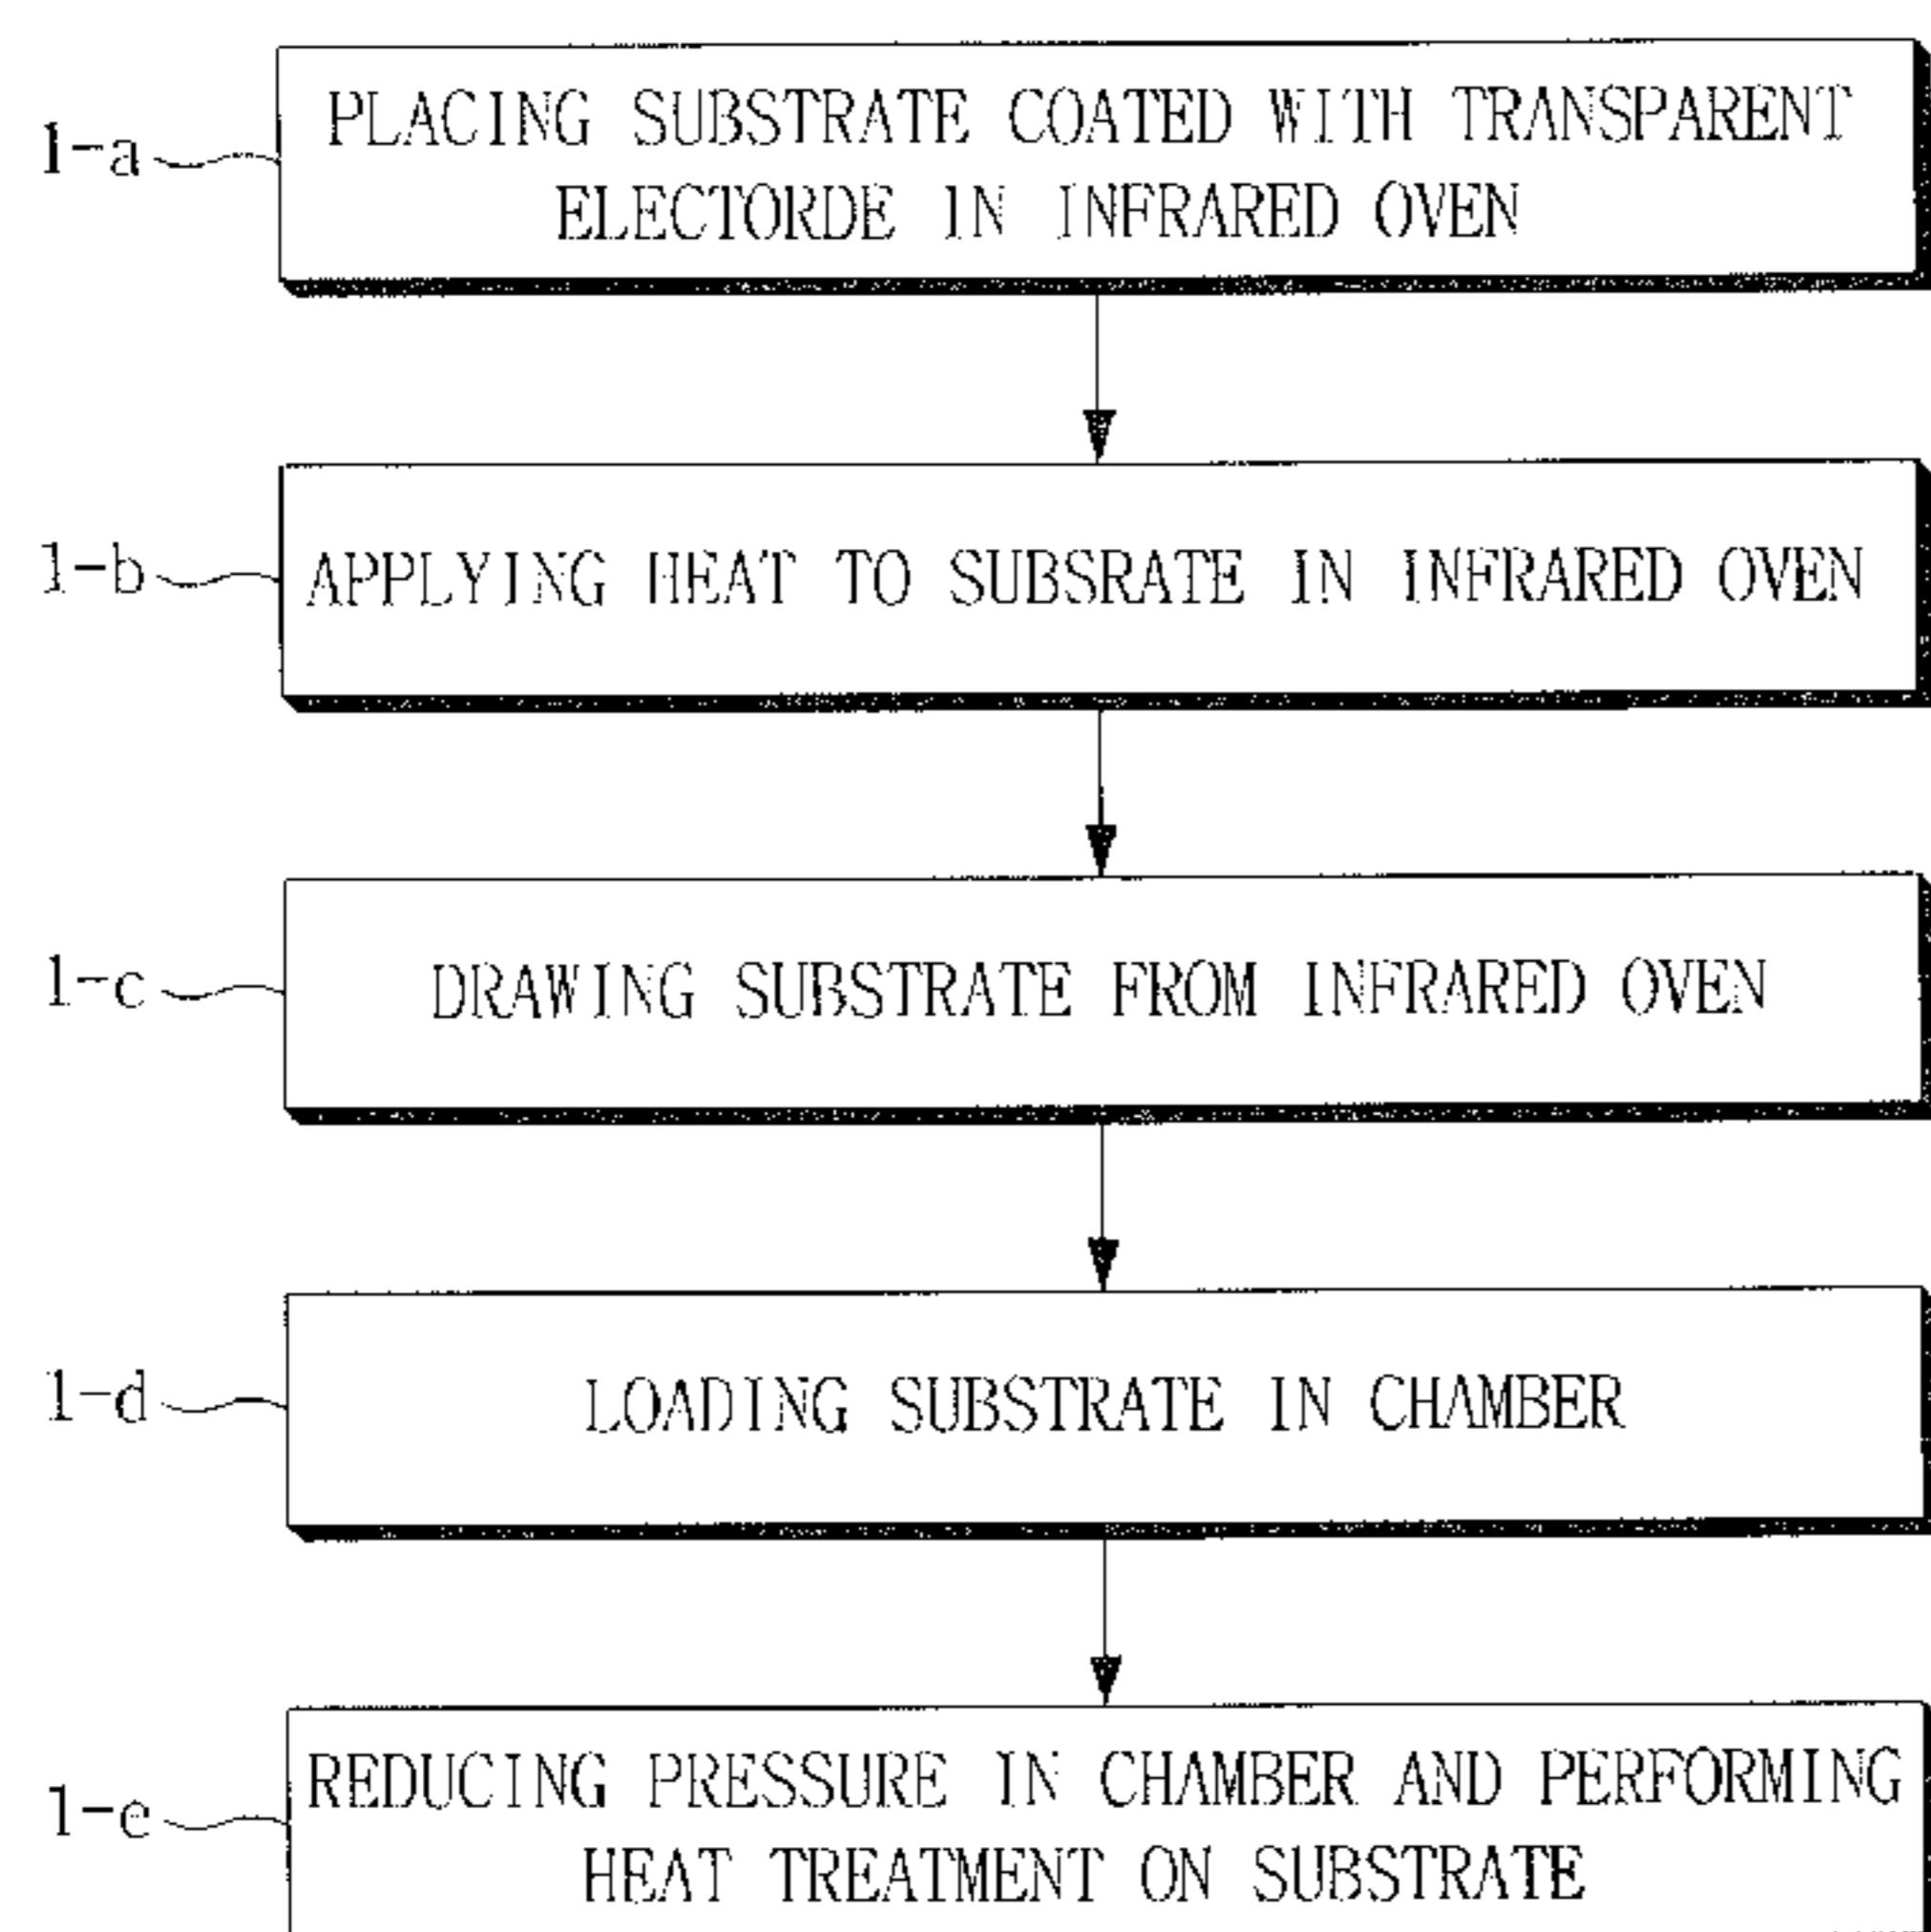 1-a
PLACING SUBSTRATE COATED WITH TRANSPARENT
ELECTORDE IN INFRARED OVEN
1-b
APPLYING HEAT TO SUBSRATE IN INFRARED OVEN
1-c
DRAWING SUBSTRATE FROM INFRARED OVEN
1-d
LOADING SUBSTRATE IN CHAMBER
1-e
REDUCING PRESSURE IN CHAMBER AND PERFORMING
HEAT TREATMENT ON SUBSTRATE